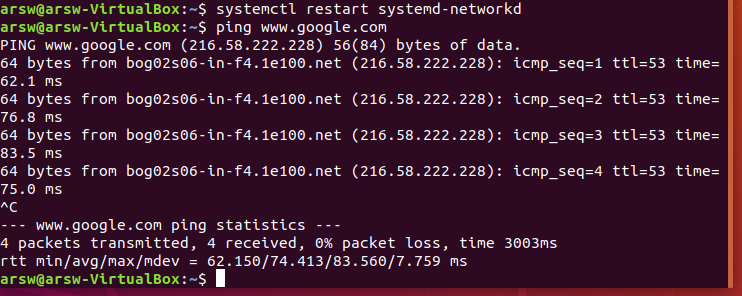 arsw@arsw-VirtualBox:~$ systemctl restart systemd-networkd
arsw@arsw-VirtualBox:~$ ping www.google.com
PING www.google.com (216.58.222.228) 56(84) bytes of data.
64 bytes from bog02s06-in-f4.1e100.net (216.58.222.228): icmp_seq=1 ttl=53 time=
62.1 ms
64 bytes from bog02s06-in-f4.1e100.net (216.58.222.228): icmp_seq=2 ttl=53 time=
76.8 ms
64 bytes from bog02s06-in-f4.1e100.net (216.58.222.228): icmp_seq=3 ttl=53 time=
83.5 ms
64 bytes from bog02s06-in-f4.1e100.net (216.58.222.228): icmp_seq=4 ttl=53 time=
75.0 ms
^C
--- www.google.com ping statistics ---
4 packets transmitted, 4 received, 0% packet loss, time 3003ms
rtt min/avg/max/mdev = 62.150/74.413/83.560/7.759 ms
arsw@arsw-VirtualBox:~$